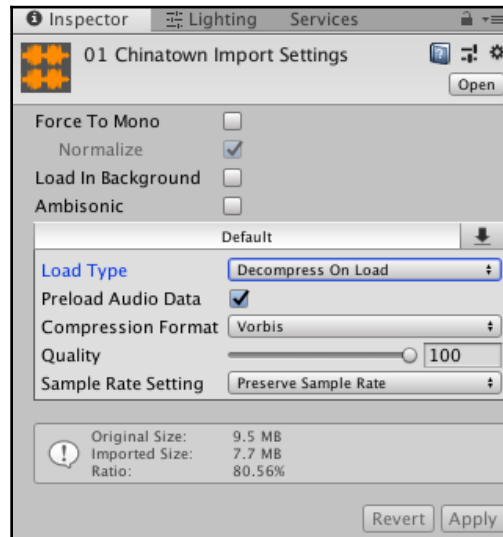 Inspector Lighting Services
01 Chinatown Import Settings
Open
Force To Mono
Normalize
Load In Background
Ambisonic
Default
Load Type Decompress On Load
Preload Audio Data
Compression Format Vorbis
Quality 100
Sample Rate Setting Preserve Sample Rate
Original Size: 9.5 MB
Imported Size: 7.7 MB
Ratio: 80.56%
Revert Apply